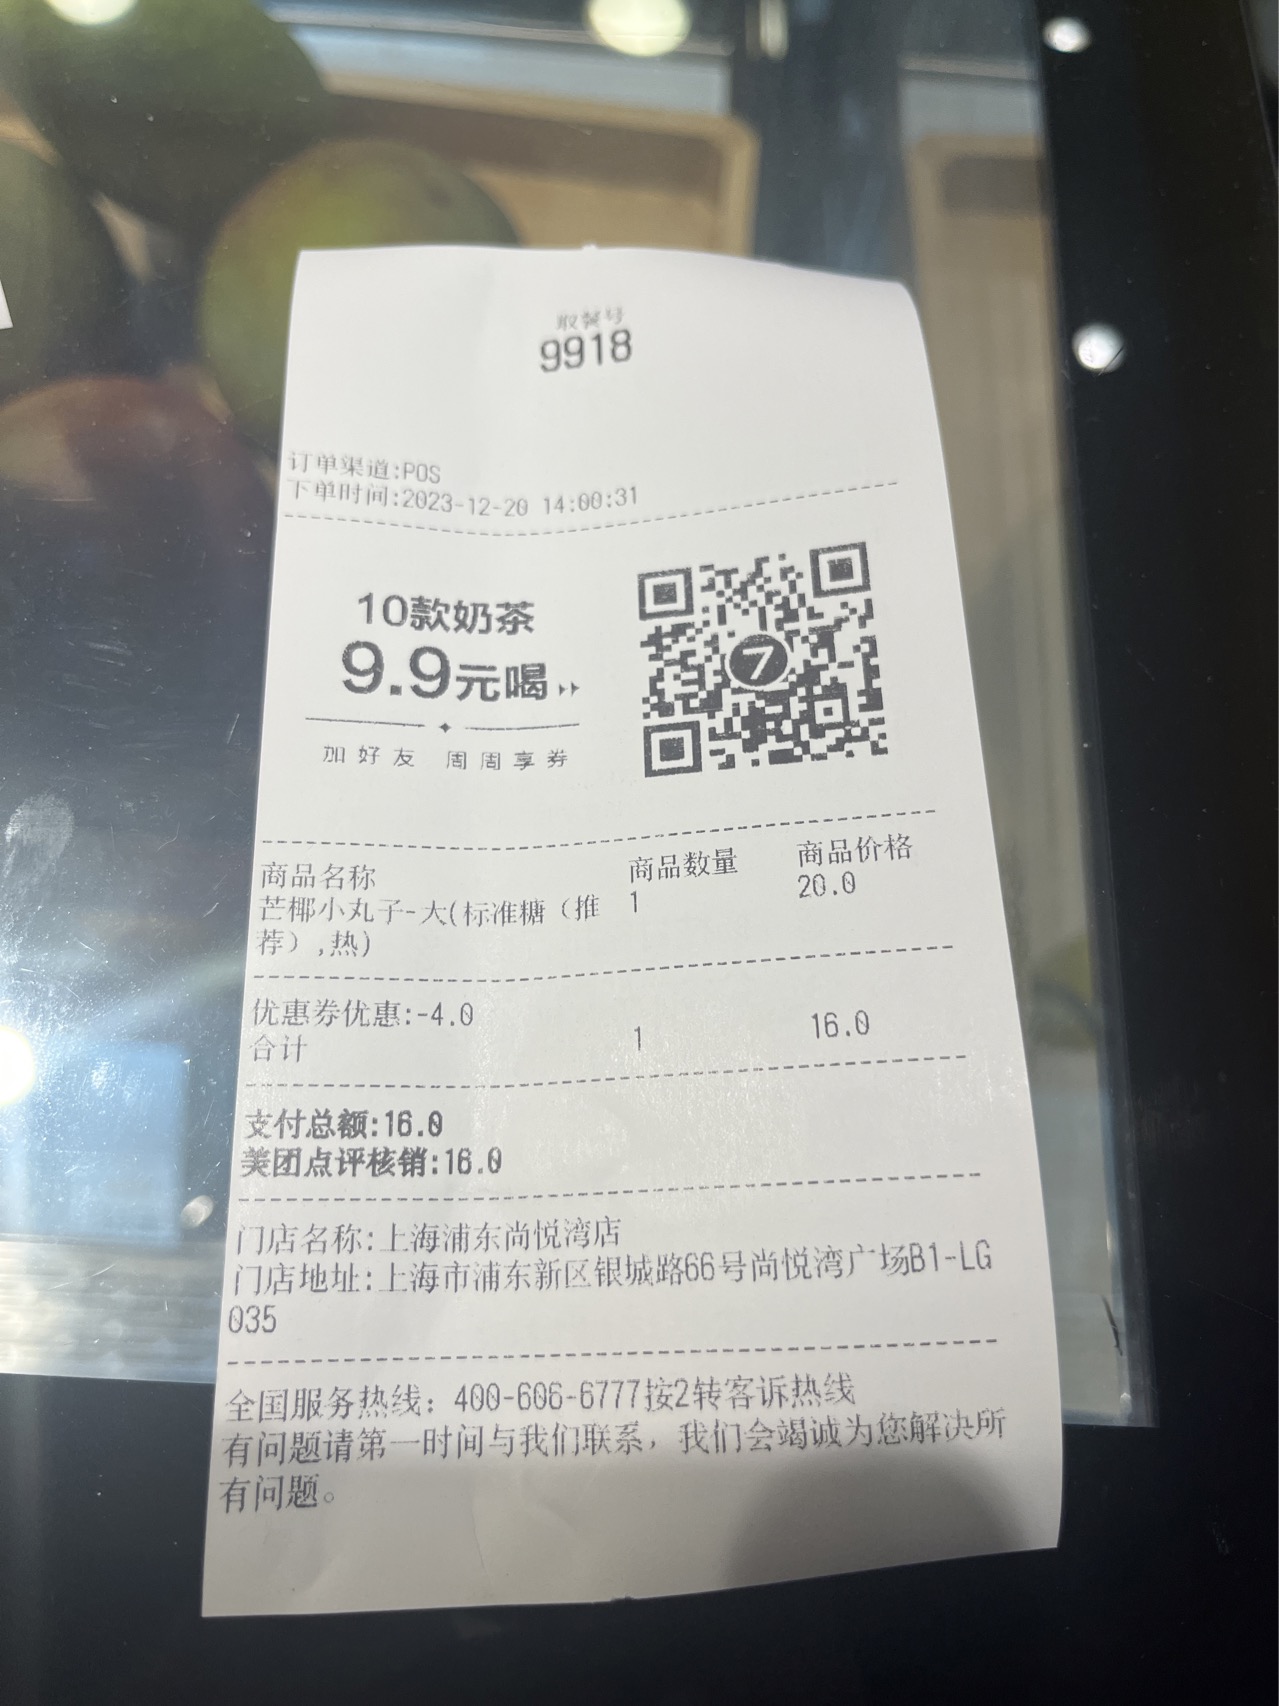 取餐号
9918
订单渠道:POS
下单时间:2023-12-20 14:00:31
10款奶茶
9.9元喝
加好友 周周享券
7
商品名称 商品数量 商品价格
芒椰小丸子-大(标准糖（推 1 20.0
荐）,热)
优惠券优惠:-4.0
合计 1 16.0
支付总额:16.0
美团点评核销:16.0
门店名称:上海浦东尚悦湾店
门店地址:上海市浦东新区银城路66号尚悦湾广场B1-LG
035
全国服务热线：400-606-6777按2转客诉热线
有问题请第一时间与我们联系，我们会竭诚为您解决所
有问题。